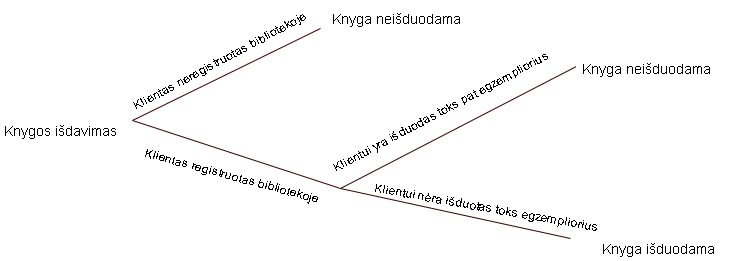 Knyga neišduodama
Klientas neregistruotas bibliotekoje
Knyga neišduodama
Klientui yra išduodas toks pat egzempliorius
Knygos išdavimas
Klientas registruotas bibliotekoje
Klientui nėra išduotas toks egzempliorius
Knyga išduodama